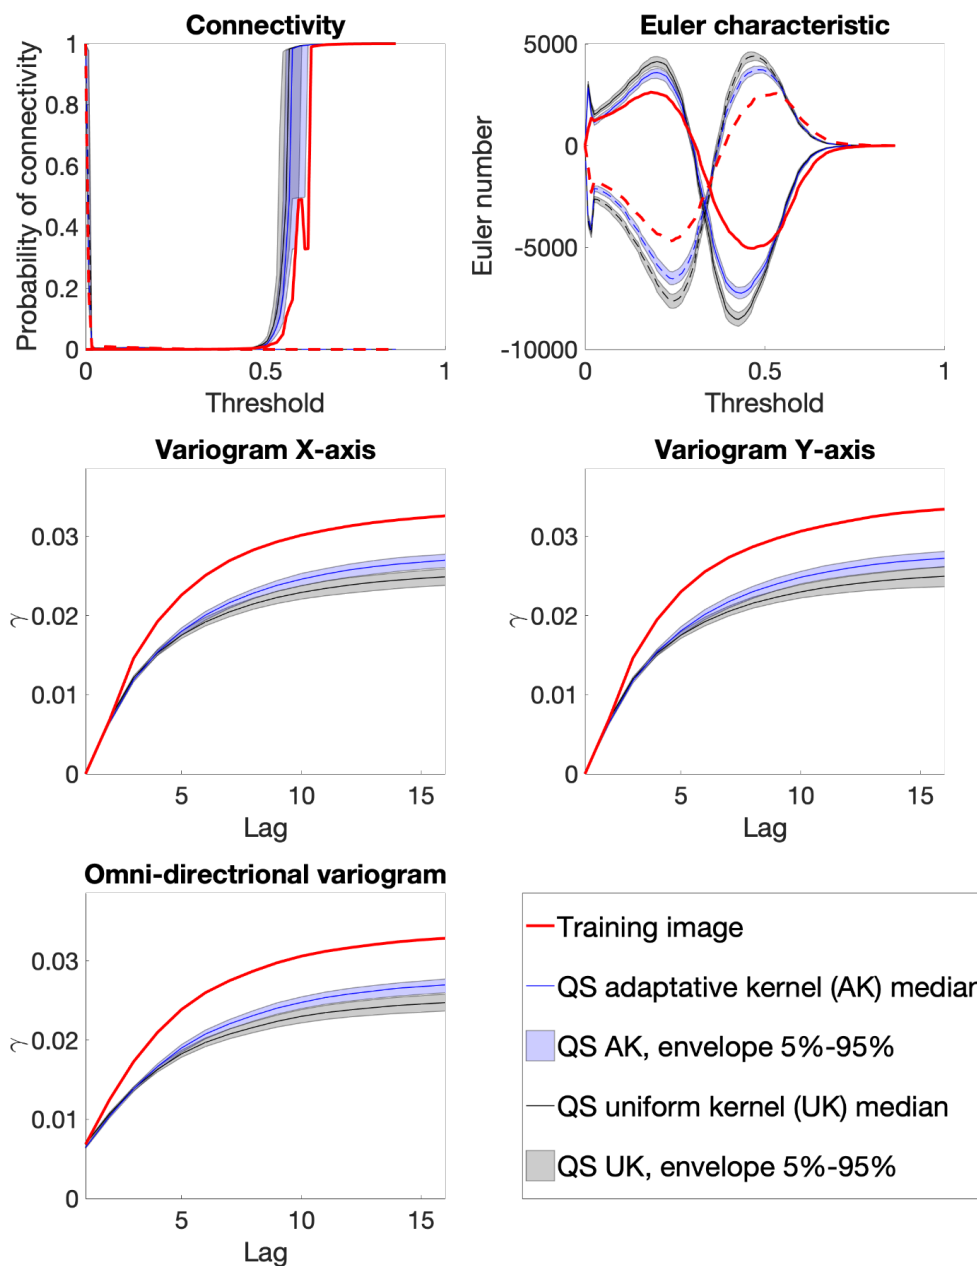 Connectivity
Probability of connectivity
1
0.8
0.6
0.4
0.2
0
0
0.5
1
Threshold
Euler characteristic
Euler number
5000
0
-5000
-10000
0
0.5
1
Threshold
Variogram X-axis
γ
0.03
0.02
0.01
0
5
10
15
Lag
Variogram Y-axis
γ
0.03
0.02
0.01
0
5
10
15
Lag
Omni-directrional variogram
γ
0.03
0.02
0.01
0
5
10
15
Lag
Training image
QS adaptative kernel (AK) median
QS AK, envelope 5%-95%
QS uniform kernel (UK) median
QS UK, envelope 5%-95%